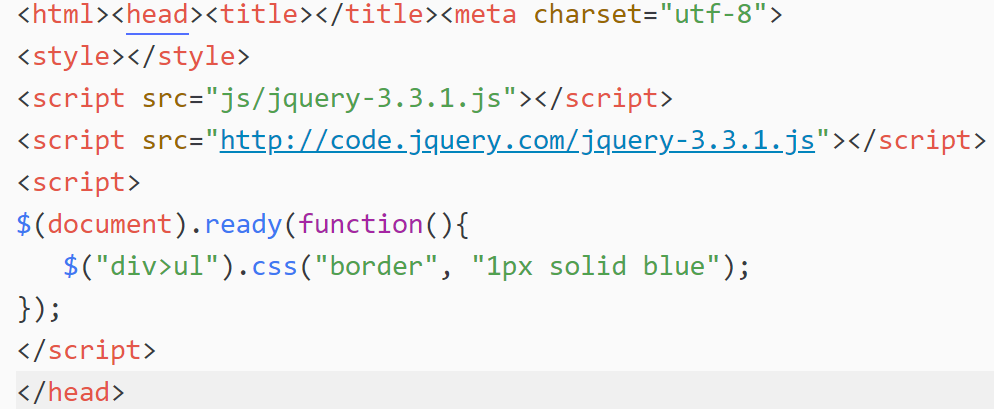 <html><head><title></title><meta charset="utf-8">
<style></style>
<script src="js/jquery-3.3.1.js"></script>
<script src="http://code.jquery.com/jquery-3.3.1.js"></script>
<script>
$(document).ready(function(){
   $("div>ul").css("border", "1px solid blue");
});
</script>
</head>